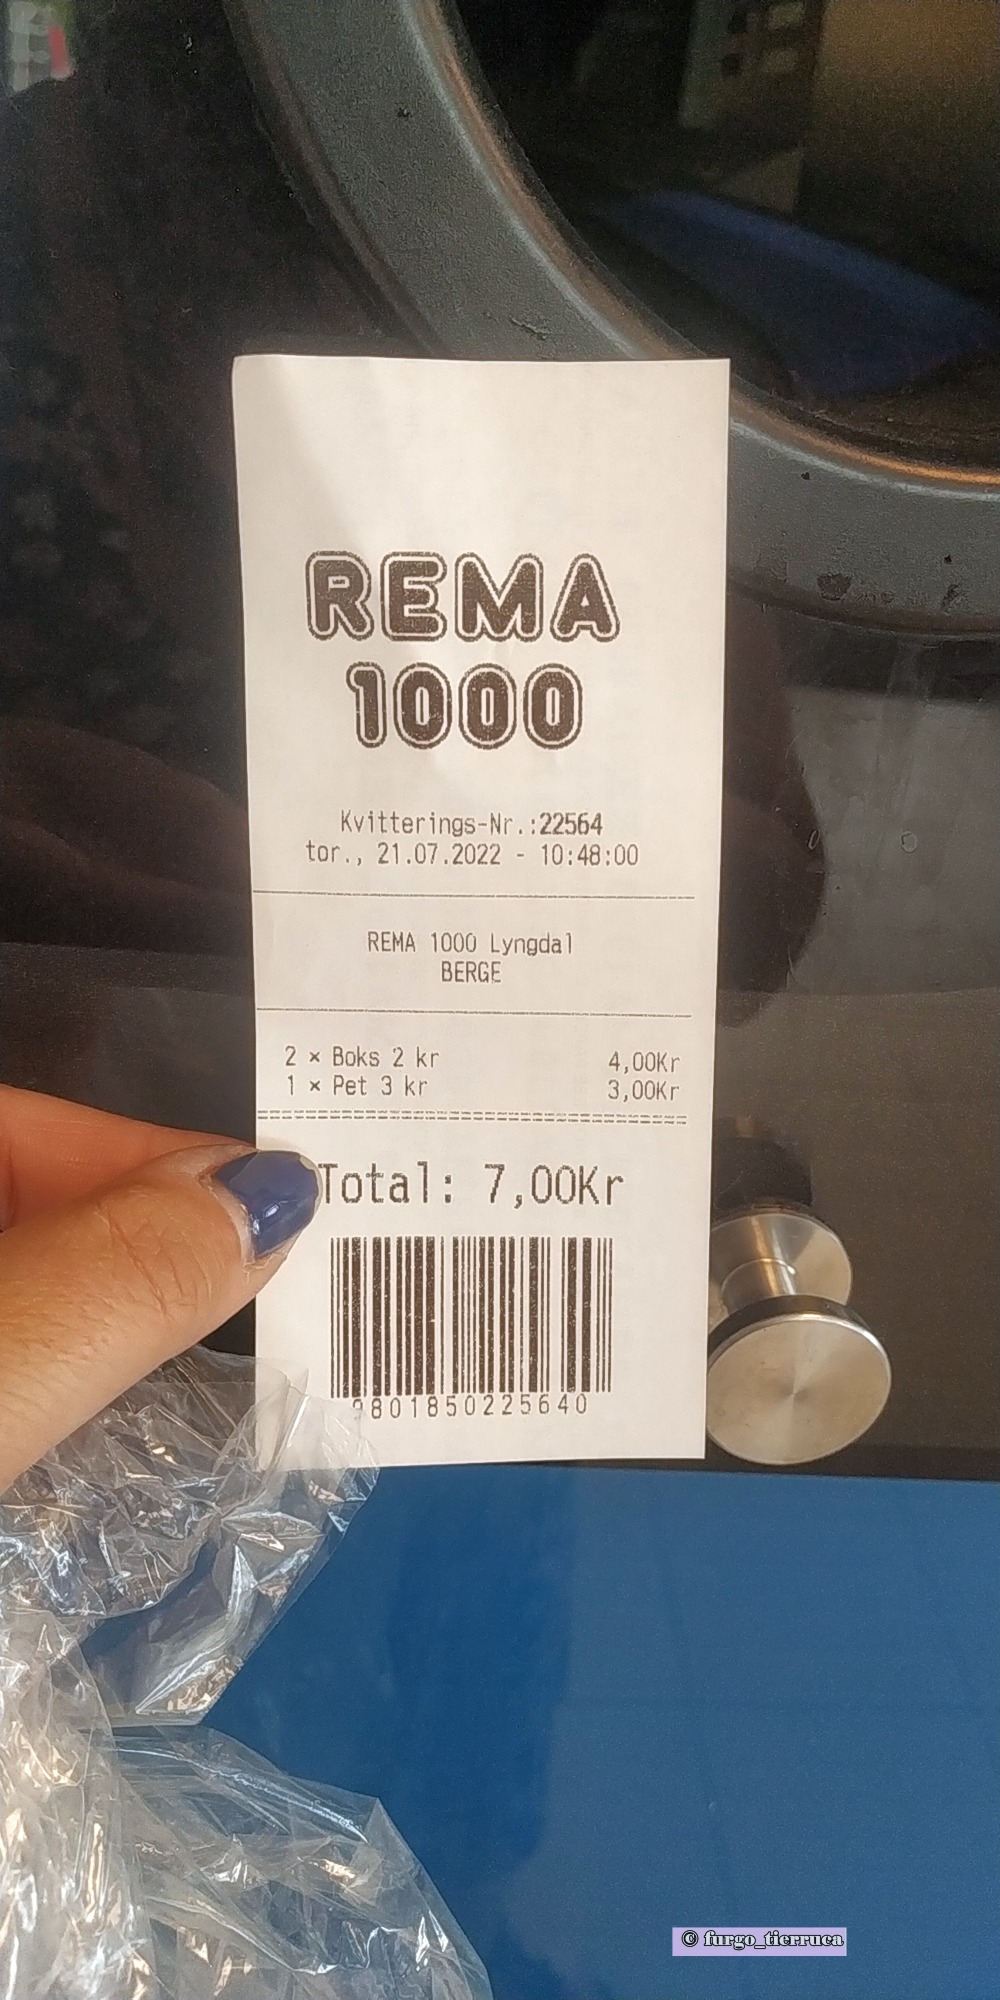 REMA
1000
Kvitterings-Nr.:22564
tor., 21.07.2022 - 10:48:00
REMA 1000 Lyngdal
BERGE
2 × Boks 2 kr 4,00Kr
1 × Pet 3 kr 3,00Kr
Total: 7,00Kr
9801850225640
© furgo_tierruca